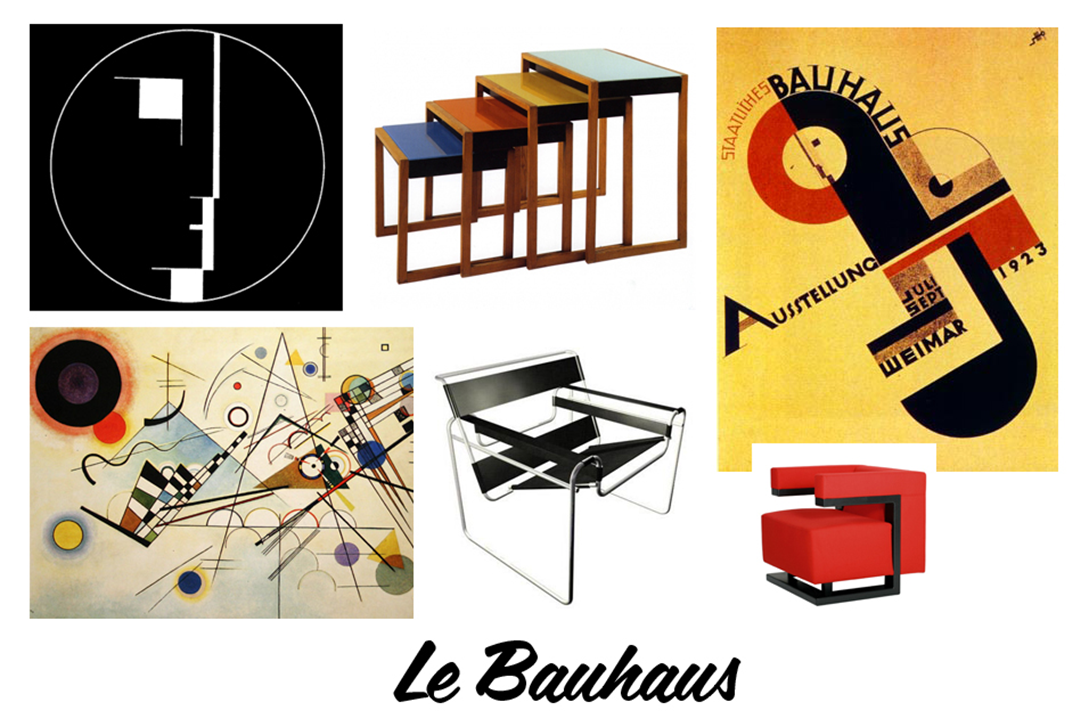 STAATLICHES
BAUHAUS
AUSSTELLUNG
1923
JULI
SEPT
WEIMAR
Le Bauhaus